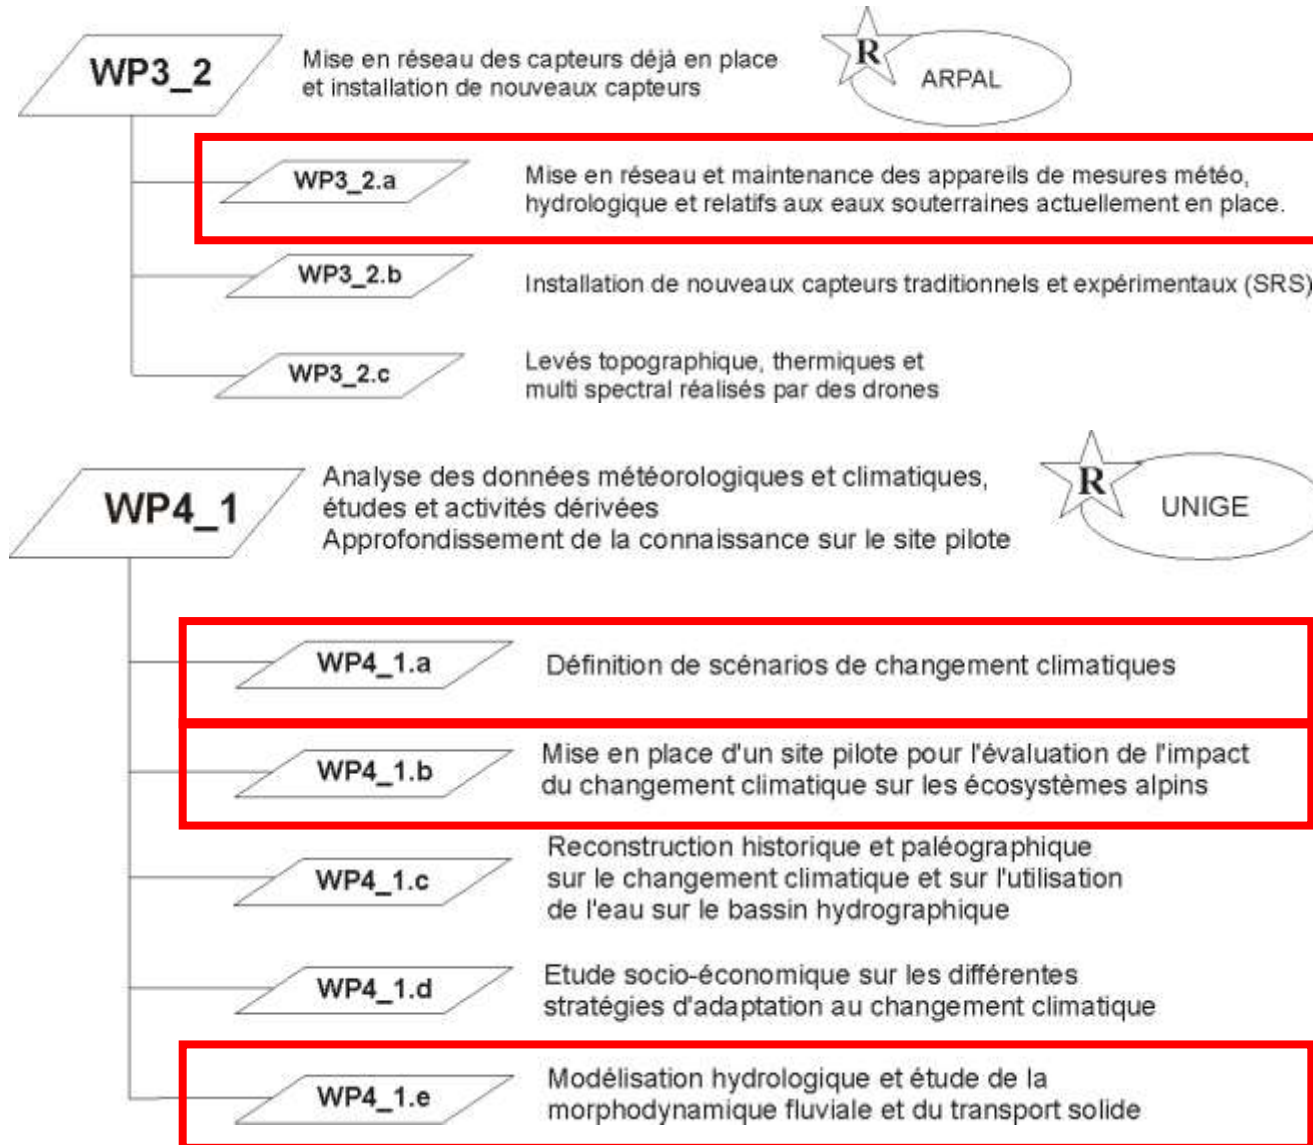 WP3_2
Mise en réseau des capteurs déjà en place
et installation de nouveaux capteurs
R
ARPAL
WP3_2.a
Mise en réseau et maintenance des appareils de mesures météo,
hydrologique et relatifs aux eaux souterraines actuellement en place.
WP3_2.b
Installation de nouveaux capteurs traditionnels et expérimentaux (SRS)
WP3_2.c
Levés topographique, thermiques et
multi spectral réalisés par des drones
WP4_1
Analyse des données météorologiques et climatiques,
études et activités dérivées
Approfondissement de la connaissance sur le site pilote
R
UNIGE
WP4_1.a
Définition de scénarios de changement climatiques
WP4_1.b
Mise en place d'un site pilote pour l'évaluation de l'impact
du changement climatique sur les écosystèmes alpins
WP4_1.c
Reconstruction historique et paléographique
sur le changement climatique et sur l'utilisation
de l'eau sur le bassin hydrographique
WP4_1.d
Etude socio-économique sur les différentes
stratégies d'adaptation au changement climatique
WP4_1.e
Modélisation hydrologique et étude de la
morphodynamique fluviale et du transport solide